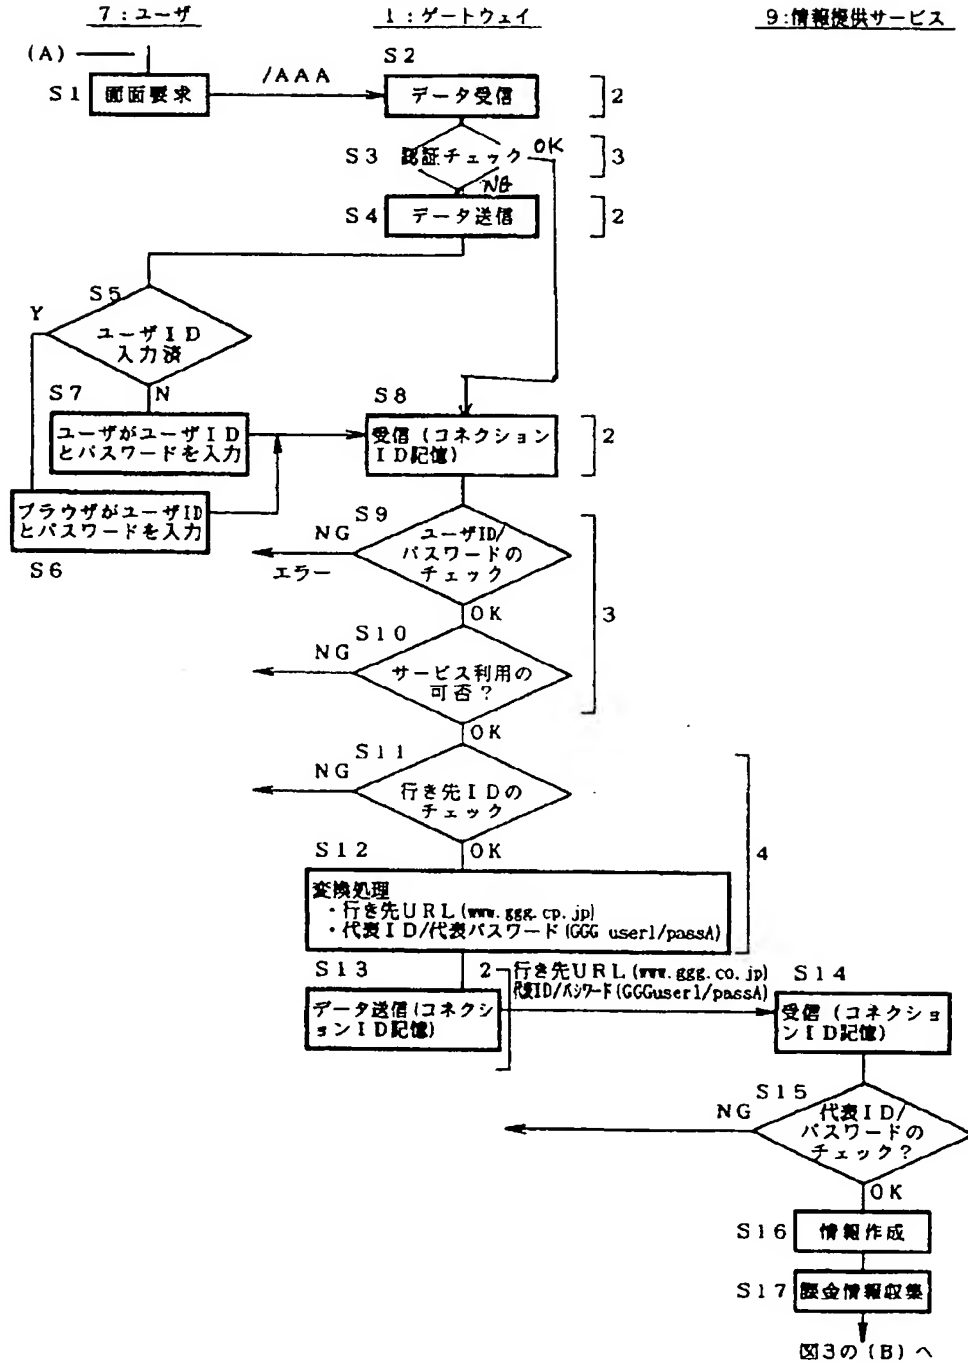 7:ユーザ
1:ゲートウェイ
9:情報提供サービス
(A)
S1
画面要求
/AAA
S2
データ受信
2
S3
認証チェック
OK
3
NG
S4
データ送信
2
S5
Y
ユーザID
入力済
N
S7
ユーザがユーザID
とパスワードを入力
S8
受信(コネクション
ID記憶)
2
ブラウザがユーザID
とパスワードを入力
S6
S9
NG
エラー
ユーザID/
パスワードの
チェック
OK
3
S10
NG
サービス利用の
可否?
OK
S11
NG
行き先IDの
チェック
OK
4
S12
変換処理
・行き先URL(www.ggg.cp.jp)
・代表ID/代表パスワード(GGG user1/passA)
S13
2
行き先URL(www.ggg.co.jp)
代表ID/パスワード(GGGuser1/passA)
データ送信(コネクシ
ョンID記憶)
S14
受信(コネクショ
ンID記憶)
S15
NG
代表ID/
パスワードの
チェック?
OK
S16
情報作成
S17
課金情報収集
図3の(B)へ